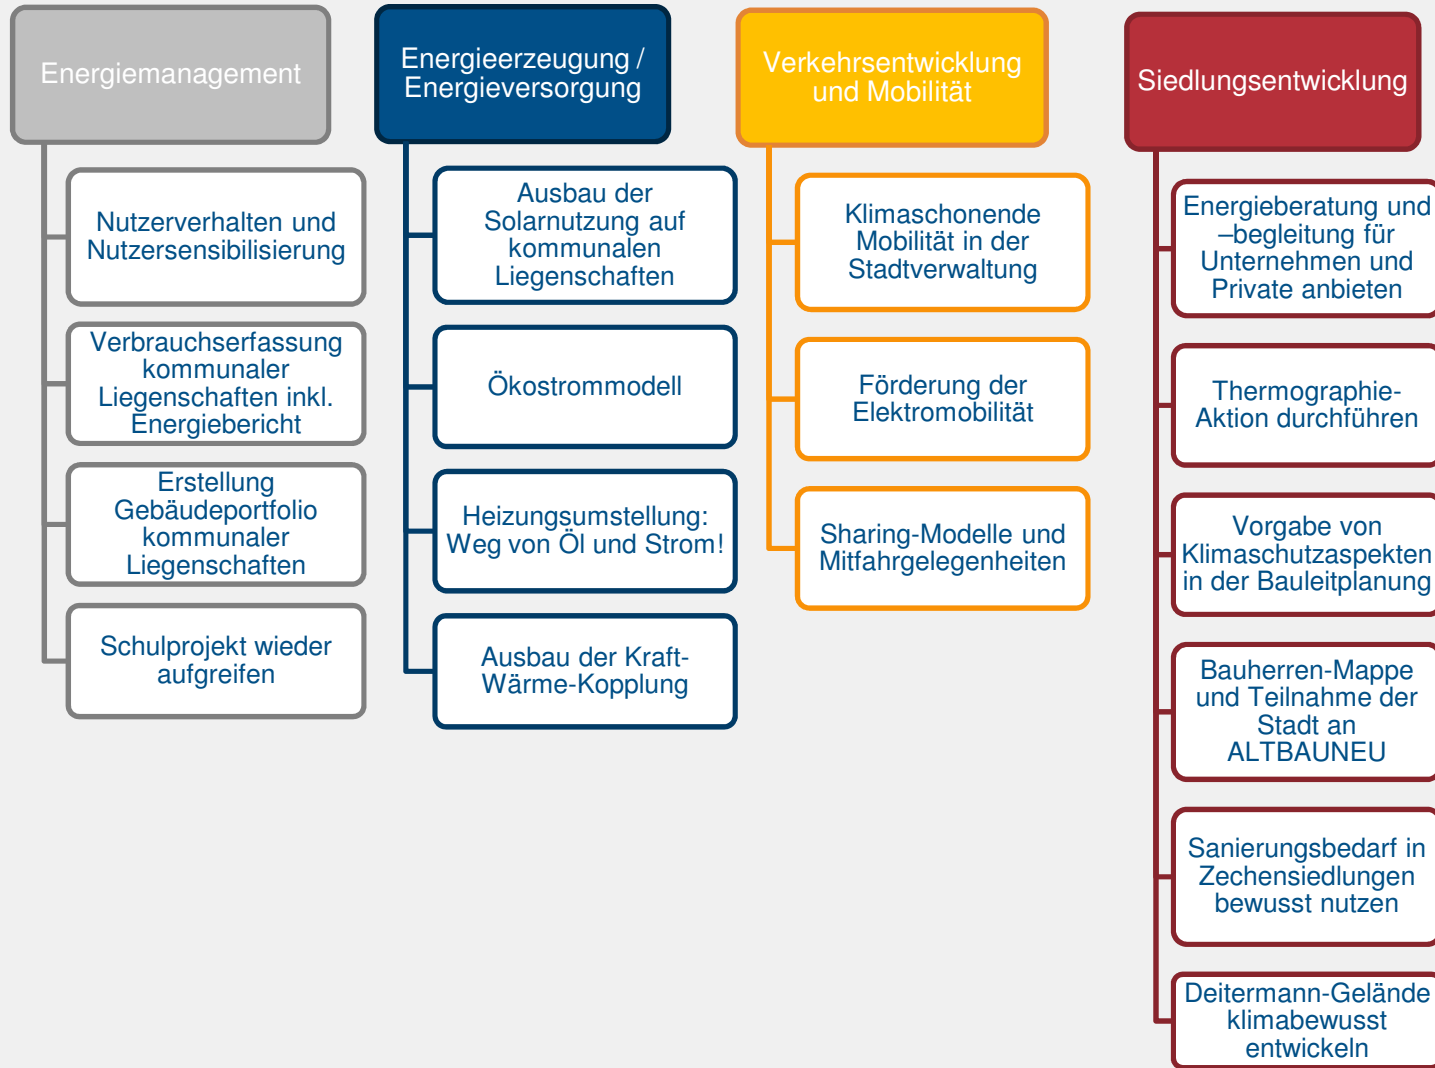 Energiemanagement
Nutzerverhalten und
Nutzersensibilisierung
Verbrauchserfassung
kommunaler
Liegenschaften inkl.
Energiebericht
Erstellung
Gebäudeportfolio
kommunaler
Liegenschaften
Schulprojekt wieder
aufgreifen
Energieerzeugung /
Energieversorgung
Ausbau der
Solarnutzung auf
kommunalen
Liegenschaften
Ökostrommodell
Heizungsumstellung:
Weg von Öl und Strom!
Ausbau der Kraft-
Wärme-Kopplung
Verkehrsentwicklung
und Mobilität
Klimaschonende
Mobilität in der
Stadtverwaltung
Förderung der
Elektromobilität
Sharing-Modelle und
Mitfahrgelegenheiten
Siedlungsentwicklung
Energieberatung und
–begleitung für
Unternehmen und
Private anbieten
Thermographie-
Aktion durchführen
Vorgabe von
Klimaschutzaspekten
in der Bauleitplanung
Bauherren-Mappe
und Teilnahme der
Stadt an
ALTBAUNEU
Sanierungsbedarf in
Zechensiedlungen
bewusst nutzen
Deitermann-Gelände
klimabewusst
entwickeln